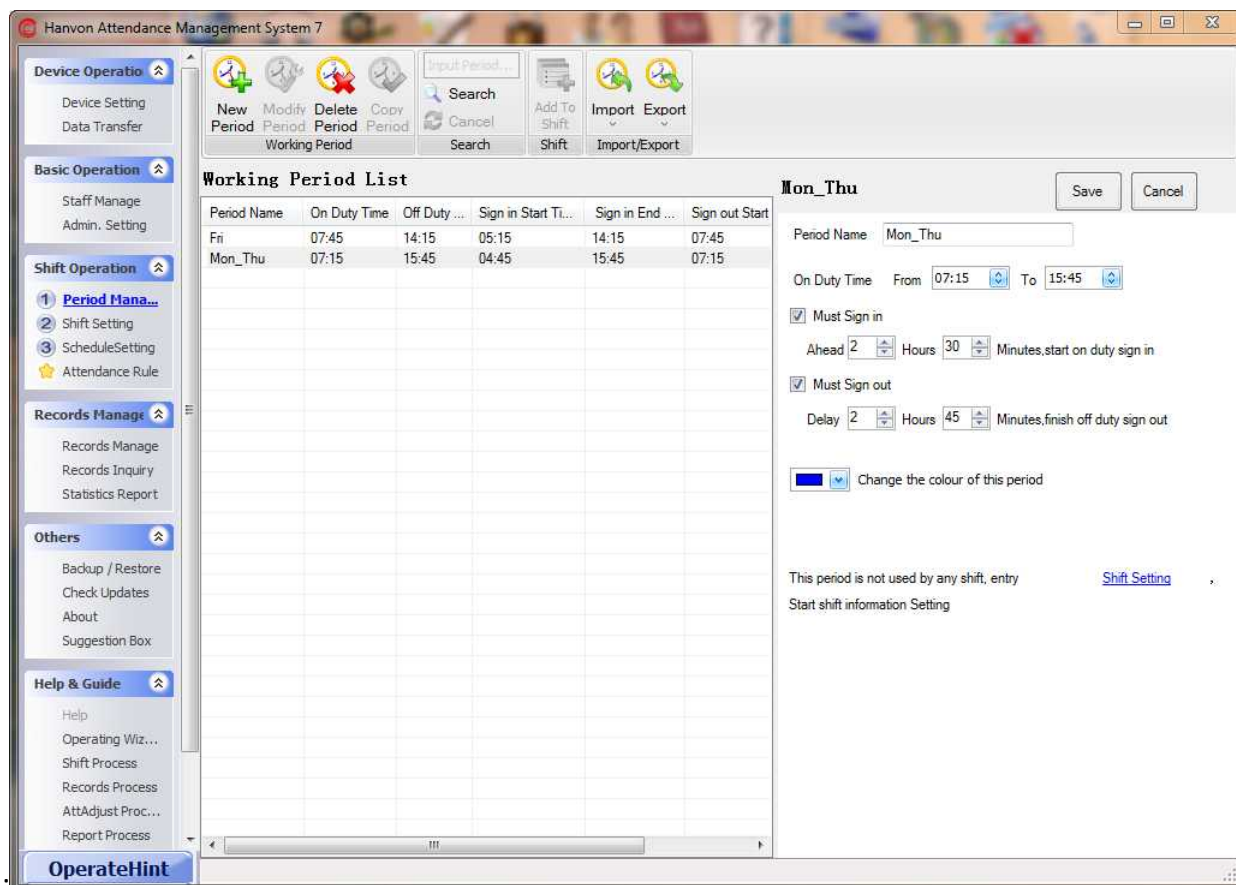 Hanvon Attendance Management System 7
Device Operatio
Device Setting
Data Transfer
Basic Operation
Staff Manage
Admin. Setting
Shift Operation
1 Period Mana...
2 Shift Setting
3 ScheduleSetting
Attendance Rule
Records Manage
Records Manage
Records Inquiry
Statistics Report
Others
Backup / Restore
Check Updates
About
Suggestion Box
Help & Guide
Help
Operating Wiz...
Shift Process
Records Process
AttAdjust Proc...
Report Process
OperateHint
New Period
Modify Period
Delete Period
Copy Period
Working Period
Input Period...
Search
Cancel
Search
Add To Shift
Shift
Import Export
Import/Export
Working Period List
Period Name On Duty Time Off Duty ... Sign in Start Ti... Sign in End ... Sign out Start
Fri 07:45 14:15 05:15 14:15 07:45
Mon_Thu 07:15 15:45 04:45 15:45 07:15
Mon_Thu
Save Cancel
Period Name Mon_Thu
On Duty Time From 07:15 To 15:45
Must Sign in
Ahead 2 Hours 30 Minutes,start on duty sign in
Must Sign out
Delay 2 Hours 45 Minutes,finish off duty sign out
Change the colour of this period
This period is not used by any shift, entry Shift Setting ,
Start shift information Setting